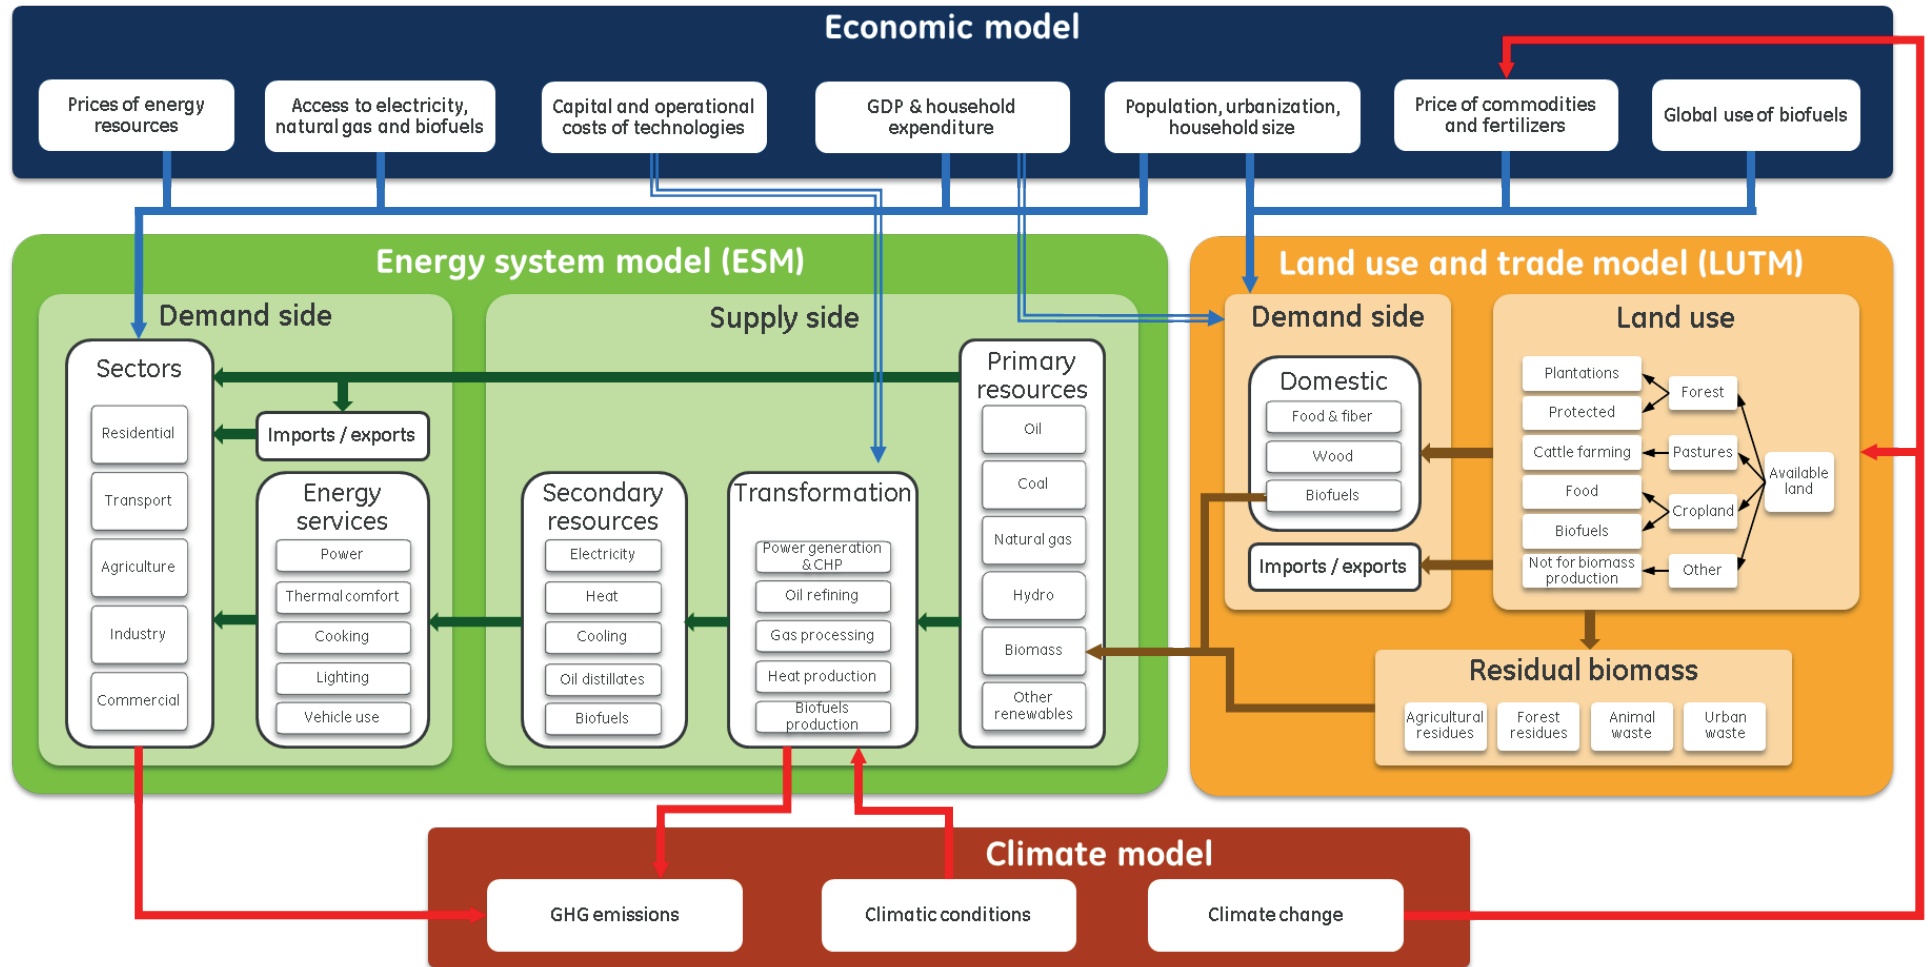 Economic model
Prices of energy
resources
Access to electricity,
natural gas and biofuels
Capital and operational
costs of technologies
GDP & household
expenditure
Population, urbanization,
household size
Price of commodities
and fertilizers
Global use of biofuels
Energy system model (ESM)
Demand side
Sectors
Residential
Transport
Agriculture
Industry
Commercial
Imports / exports
Energy
services
Power
Thermal comfort
Cooking
Lighting
Vehicle use
Supply side
Secondary
resources
Electricity
Heat
Cooling
Oil distillates
Biofuels
Transformation
Power generation
& CHP
Oil refining
Gas processing
Heat production
Biofuels
production
Primary
resources
Oil
Coal
Natural gas
Hydro
Biomass
Other
renewables
Land use and trade model (LUTM)
Demand side
Domestic
Food & fiber
Wood
Biofuels
Imports / exports
Land use
Plantations
Protected
Cattle farming
Food
Biofuels
Not for biomass
production
Forest
Pastures
Cropland
Other
Available
land
Residual biomass
Agricultural
residues
Forest
residues
Animal
waste
Urban
waste
Climate model
GHG emissions
Climatic conditions
Climate change